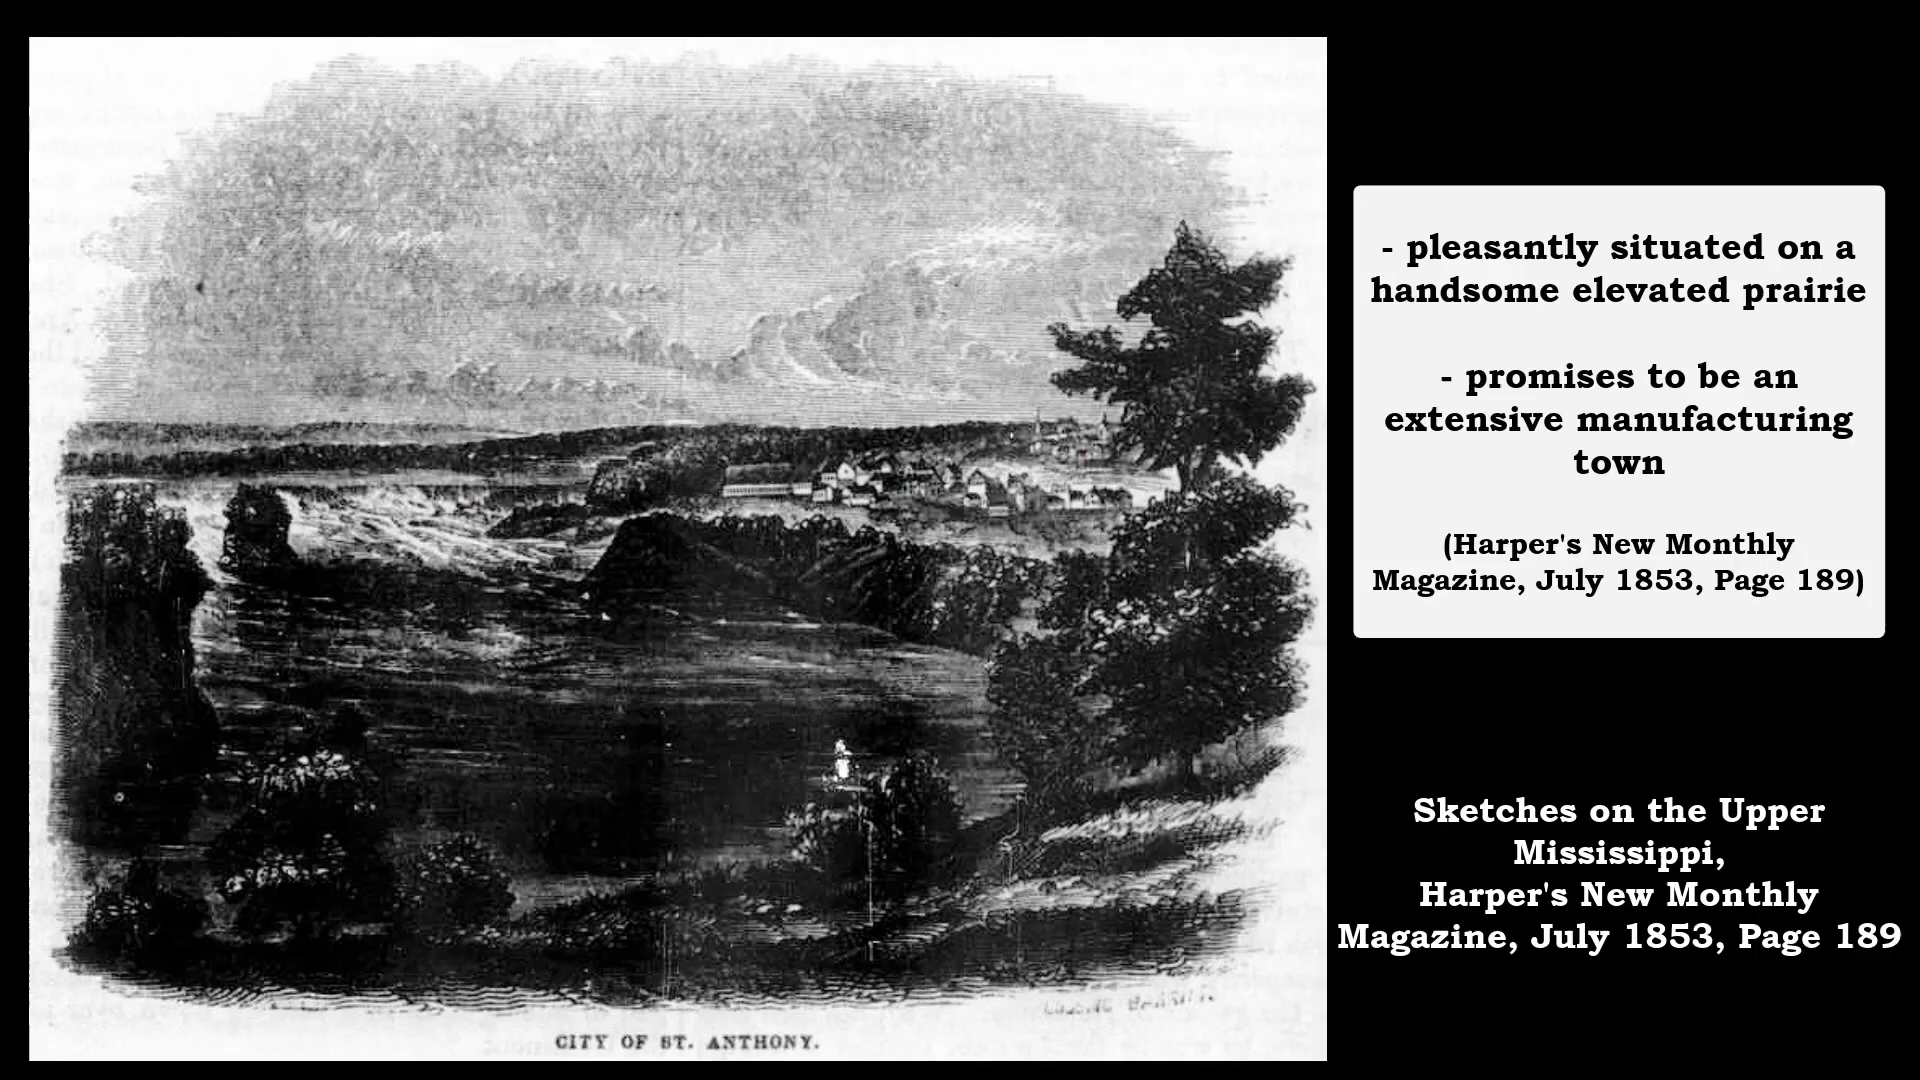 - pleasantly situated on a
handsome elevated prairie
- promises to be an
extensive manufacturing
town
(Harper's New Monthly
Magazine, July 1853, Page 189)
Sketches on the Upper
Mississippi,
Harper's New Monthly
Magazine, July 1853, Page 189
CITY OF ST. ANTHONY.